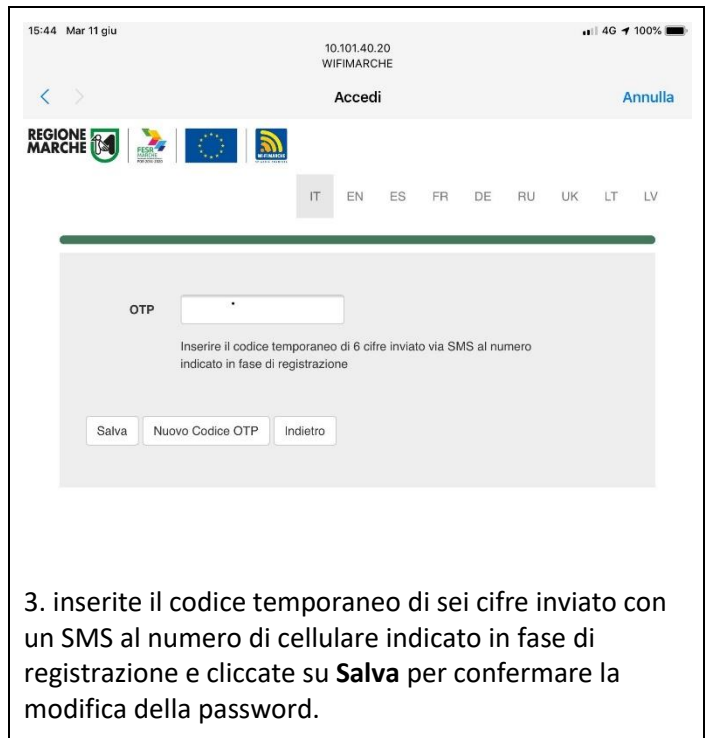 15:44 Mar 11 giu
4G 100%
10.101.40.20
WIFIMARCHE
Accedi
Annulla
REGIONE
MARCHE
FESR
MARCHE
WI-FI MARCHE
IT EN ES FR DE RU UK LT LV
OTP
Inserire il codice temporaneo di 6 cifre inviato via SMS al numero
indicato in fase di registrazione
Salva Nuovo Codice OTP Indietro
3. inserite il codice temporaneo di sei cifre inviato con
un SMS al numero di cellulare indicato in fase di
registrazione e cliccate su Salva per confermare la
modifica della password.